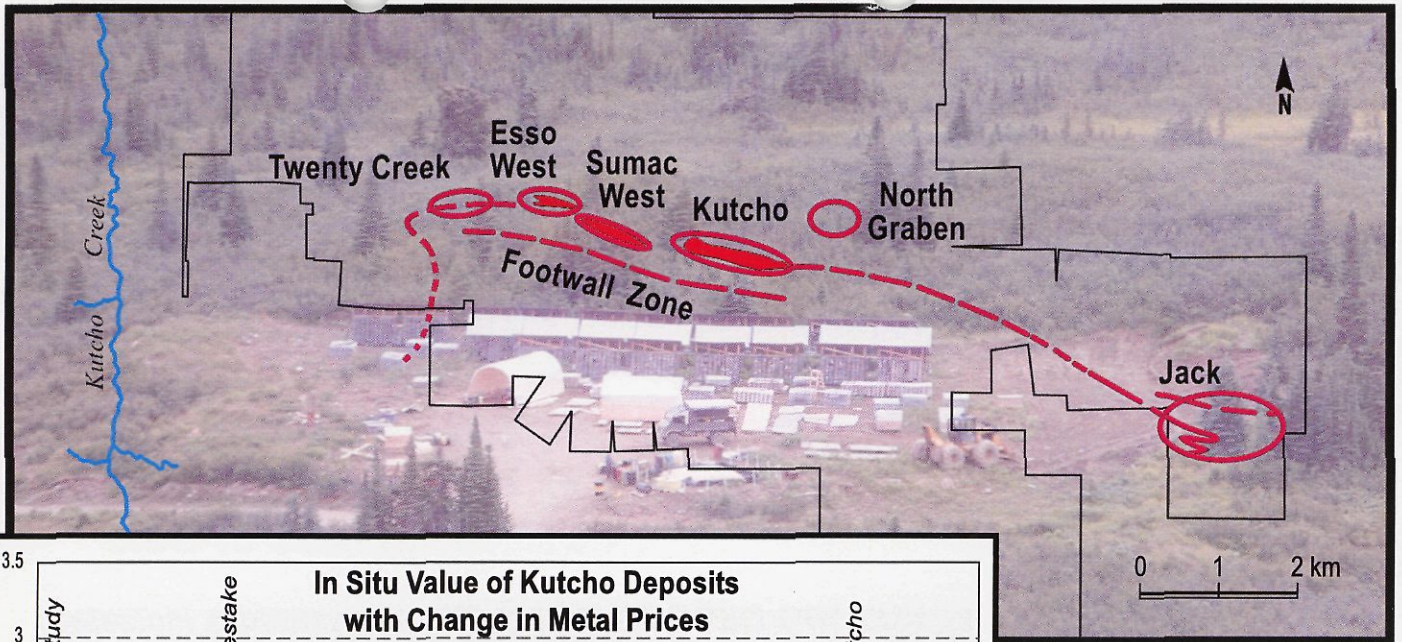 N
Esso
West
Twenty Creek
Sumac
West
Kutcho
North
Graben
Kutcho Creek
Footwall Zone
Jack
0 1 2 km
3.5
In Situ Value of Kutcho Deposits
with Change in Metal Prices
3